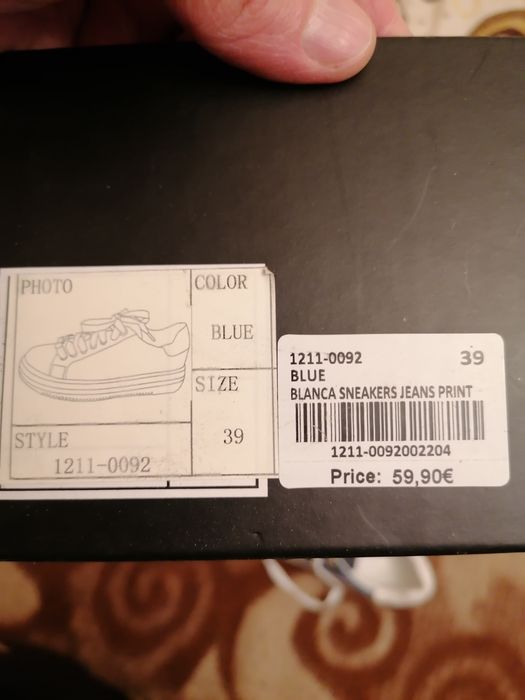 PHOTO
COLOR
BLUE
SIZE
39
STYLE
1211-0092
1211-0092 39
BLUE
BLANCA SNEAKERS JEANS PRINT
1211-0092002204
Price: 59,90€